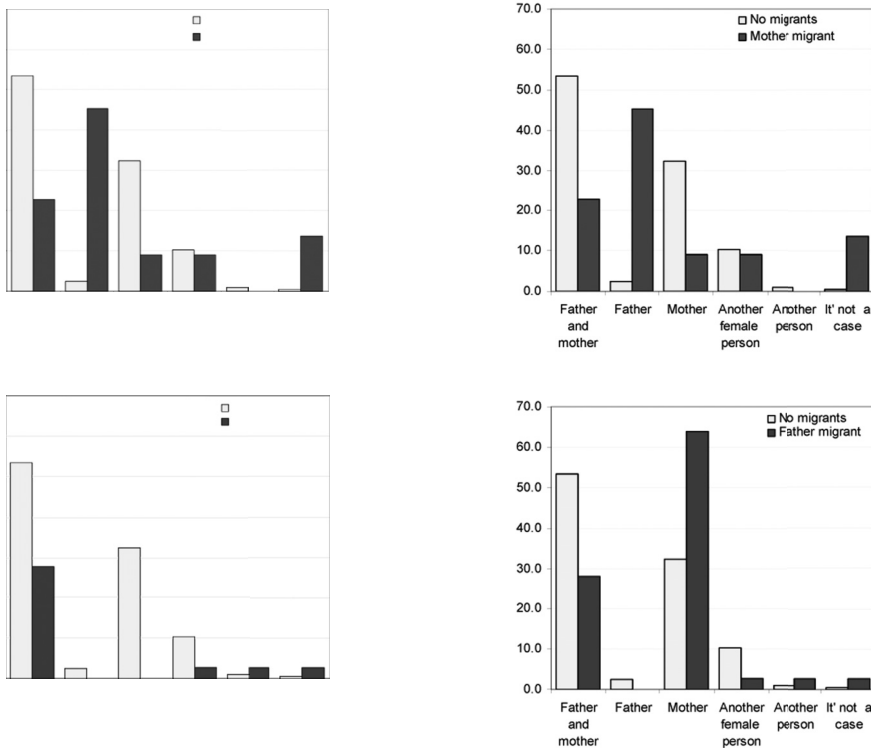 70.0
No migrants
Mother migrant
60.0
50.0
40.0
30.0
20.0
10.0
0.0
Father and mother
Father
Mother
Another female person
Another person
It' not a case
70.0
No migrants
Father migrant
60.0
50.0
40.0
30.0
20.0
10.0
0.0
Father and mother
Father
Mother
Another female person
Another person
It' not a case